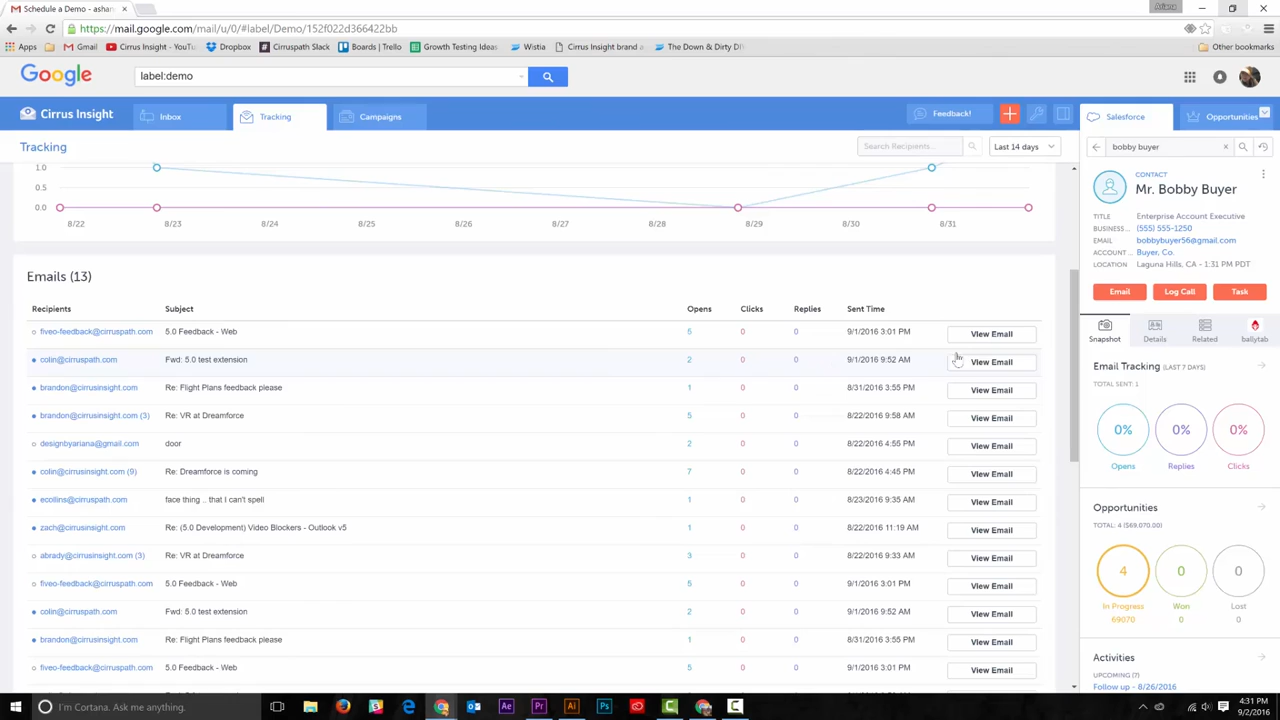 Schedule a Demo - asha
Ariana
https://mail.google.com/mail/u/0/#label/Demo/152f022d366422bb
Apps Gmail Cirrus Insight - YouTu Dropbox Cirruspath Slack Boards | Trello Growth Testing Ideas Wistia Cirrus Insight brand The Down & Dirty DI Other bookmarks
Google label:demo
Cirrus Insight Inbox Tracking Campaigns Feedback! Salesforce Opportunities
Tracking Search Recipients... Last 14 days bobby buyer
1.0
0.5
0.0
8/22 8/23 8/24 8/25 8/26 8/27 8/28 8/29 8/30 8/31
CONTACT
Mr. Bobby Buyer
TITLE Enterprise Account Executive
BUSINESS ... (555) 555-1250
EMAIL bobbybuyer56@gmail.com
ACCOUNT ... Buyer, Co.
LOCATION Laguna Hills, CA - 1:31 PM PDT
Email Log Call Task
Snapshot Details Related ballytab
Emails (13)
Recipients Subject Opens Clicks Replies Sent Time
fiveo-feedback@cirruspath.com 5.0 Feedback - Web 5 0 0 9/1/2016 3:01 PM View Email
colin@cirruspath.com Fwd: 5.0 test extension 2 0 0 9/1/2016 9:52 AM View Email
brandon@cirrusinsight.com Re: Flight Plans feedback please 1 0 0 8/31/2016 3:55 PM View Email
brandon@cirrusinsight.com (3) Re: VR at Dreamforce 5 0 0 8/22/2016 9:58 AM View Email
designbyariana@gmail.com door 2 0 0 8/22/2016 4:55 PM View Email
colin@cirrusinsight.com (9) Re: Dreamforce is coming 7 0 0 8/22/2016 4:45 PM View Email
ecollins@cirruspath.com face thing .. that I can't spell 1 0 0 8/23/2016 9:35 AM View Email
zach@cirrusinsight.com Re: (5.0 Development) Video Blockers - Outlook v5 1 0 0 8/22/2016 11:19 AM View Email
abrady@cirrusinsight.com (3) Re: VR at Dreamforce 3 0 0 8/22/2016 9:33 AM View Email
fiveo-feedback@cirruspath.com 5.0 Feedback - Web 5 0 0 9/1/2016 3:01 PM View Email
colin@cirruspath.com Fwd: 5.0 test extension 2 0 0 9/1/2016 9:52 AM View Email
brandon@cirrusinsight.com Re: Flight Plans feedback please 1 0 0 8/31/2016 3:55 PM View Email
fiveo-feedback@cirruspath.com 5.0 Feedback - Web 5 0 0 9/1/2016 3:01 PM View Email
Email Tracking (LAST 7 DAYS)
TOTAL SENT: 1
0% 0% 0%
Opens Replies Clicks
Opportunities
TOTAL: 4 ($69,070.00)
4 0 0
In Progress Won Lost
69070 0 0
Activities
UPCOMING (7)
Follow up - 8/26/2016
I'm Cortana. Ask me anything.
4:31 PM
9/2/2016